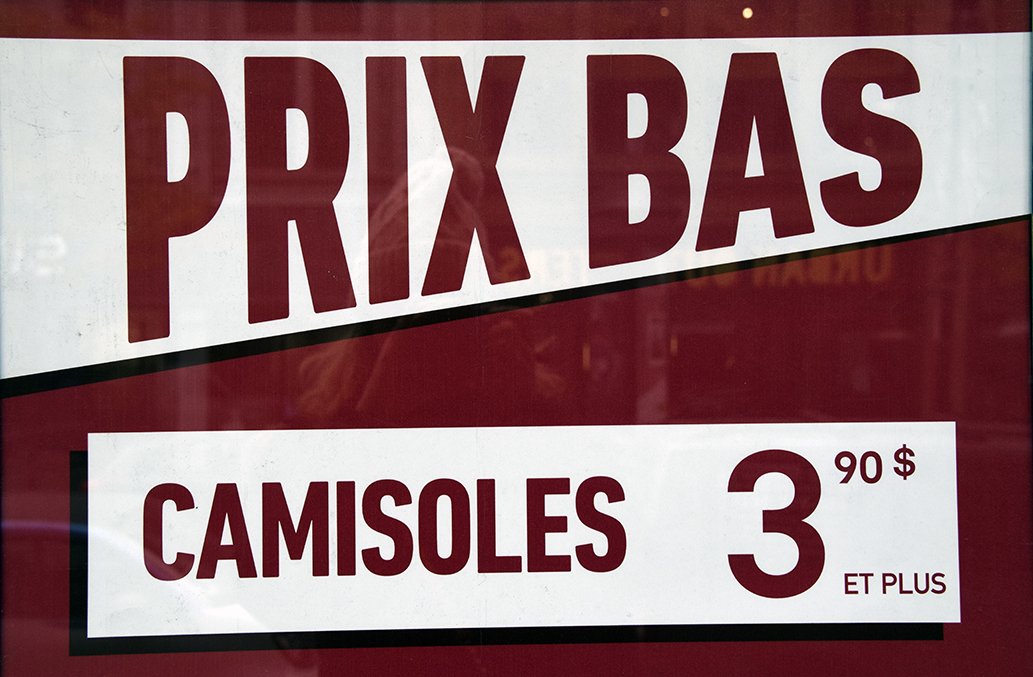 PRIX BAS
CAMISOLES 3 90 $
ET PLUS